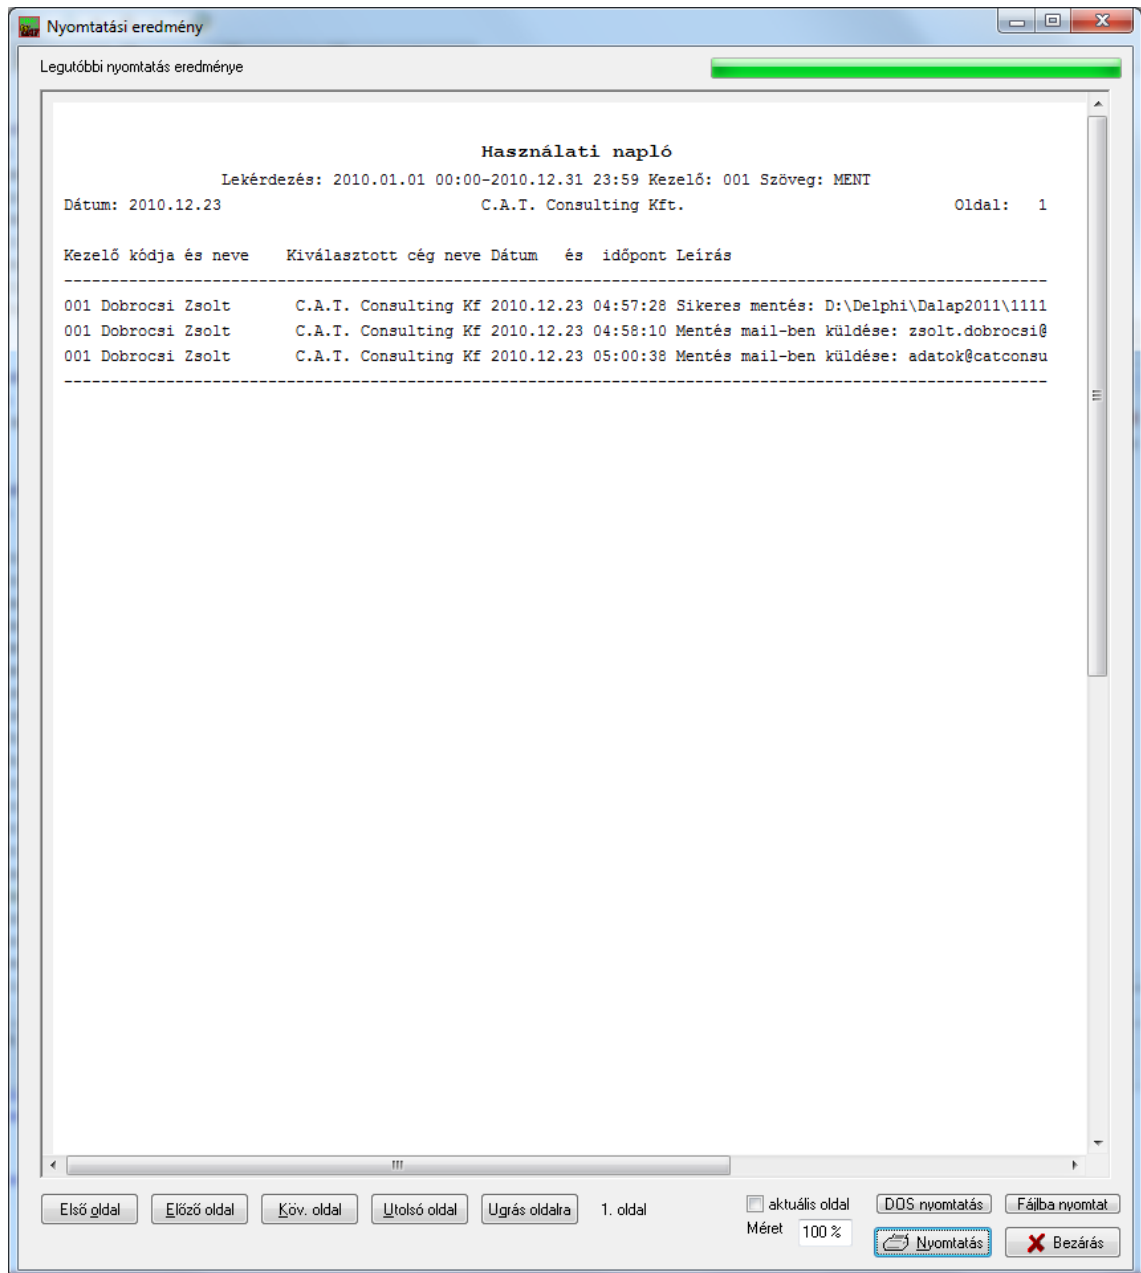 Nyomtatási eredmény
Legutóbbi nyomtatás eredménye
Használati napló
Lekérdezés: 2010.01.01 00:00-2010.12.31 23:59 Kezelő: 001 Szöveg: MENT
Dátum: 2010.12.23 C.A.T. Consulting Kft. Oldal: 1
Kezelő kódja és neve Kiválasztott cég neve Dátum és időpont Leírás
001 Dobrocsi Zsolt C.A.T. Consulting Kf 2010.12.23 04:57:28 Sikeres mentés: D:\Delphi\Dalap2011\1111
001 Dobrocsi Zsolt C.A.T. Consulting Kf 2010.12.23 04:58:10 Mentés mail-ben küldése: zsolt.dobrocsi@
001 Dobrocsi Zsolt C.A.T. Consulting Kf 2010.12.23 05:00:38 Mentés mail-ben küldése: adatok@catconsu
Első oldal Előző oldal Köv. oldal Utolsó oldal Ugrás oldalra 1. oldal aktuális oldal DOS nyomtatás Fájlba nyomtat
Méret 100 % Nyomtatás Bezárás